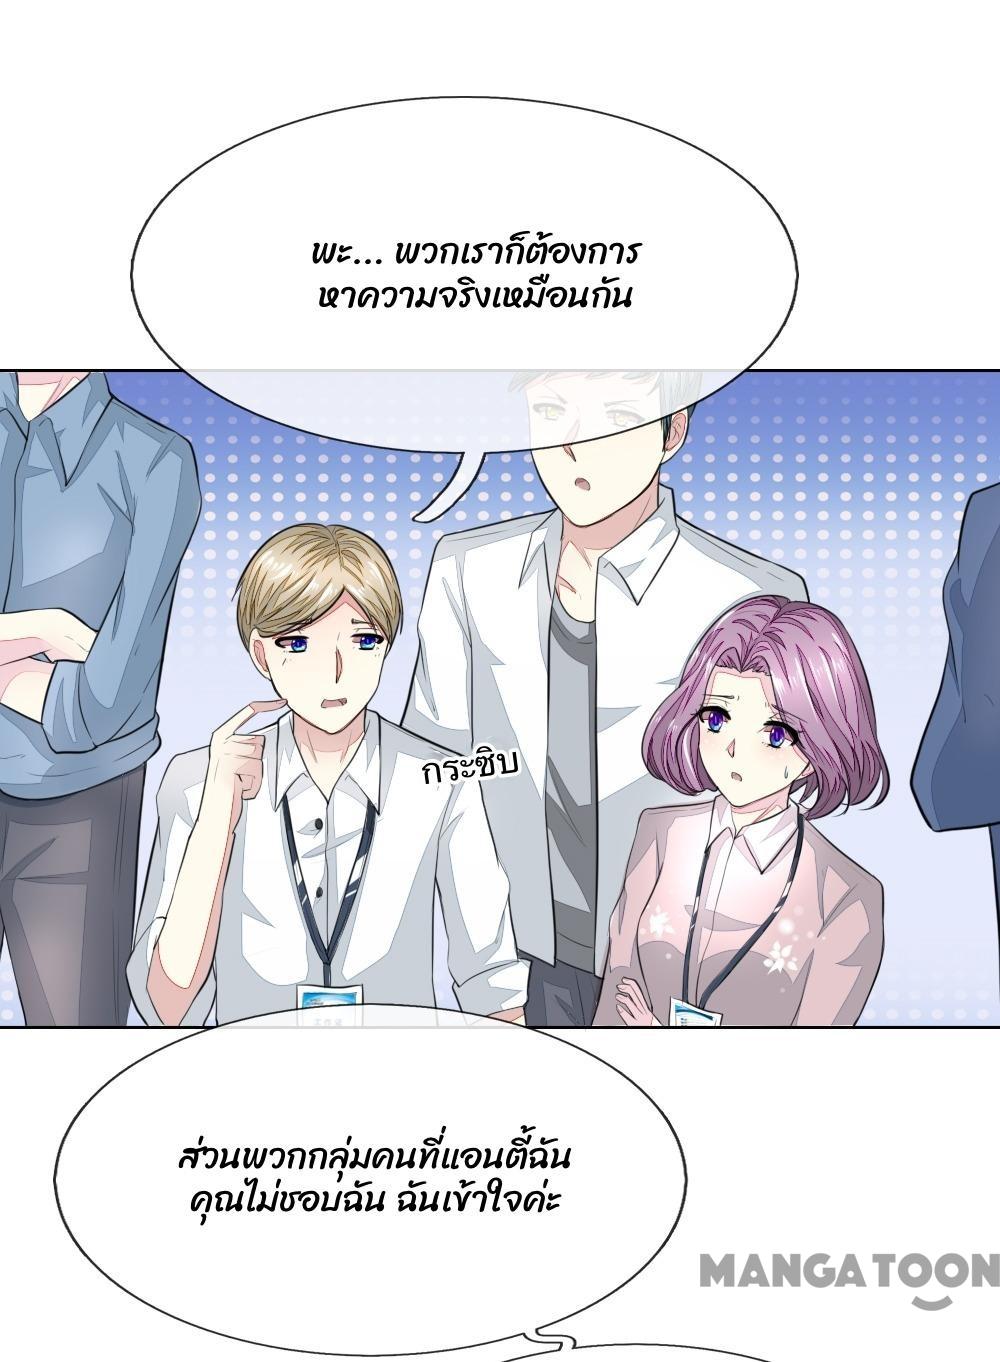 พะ... พวกเราก็ต้องการ
หาความจริงเหมือนกัน
กระซิบ
ส่วนพวกกลุ่มคนที่แอนตี้ฉัน
คุณไม่ชอบฉัน ฉันเข้าใจค่ะ
MANGATOON